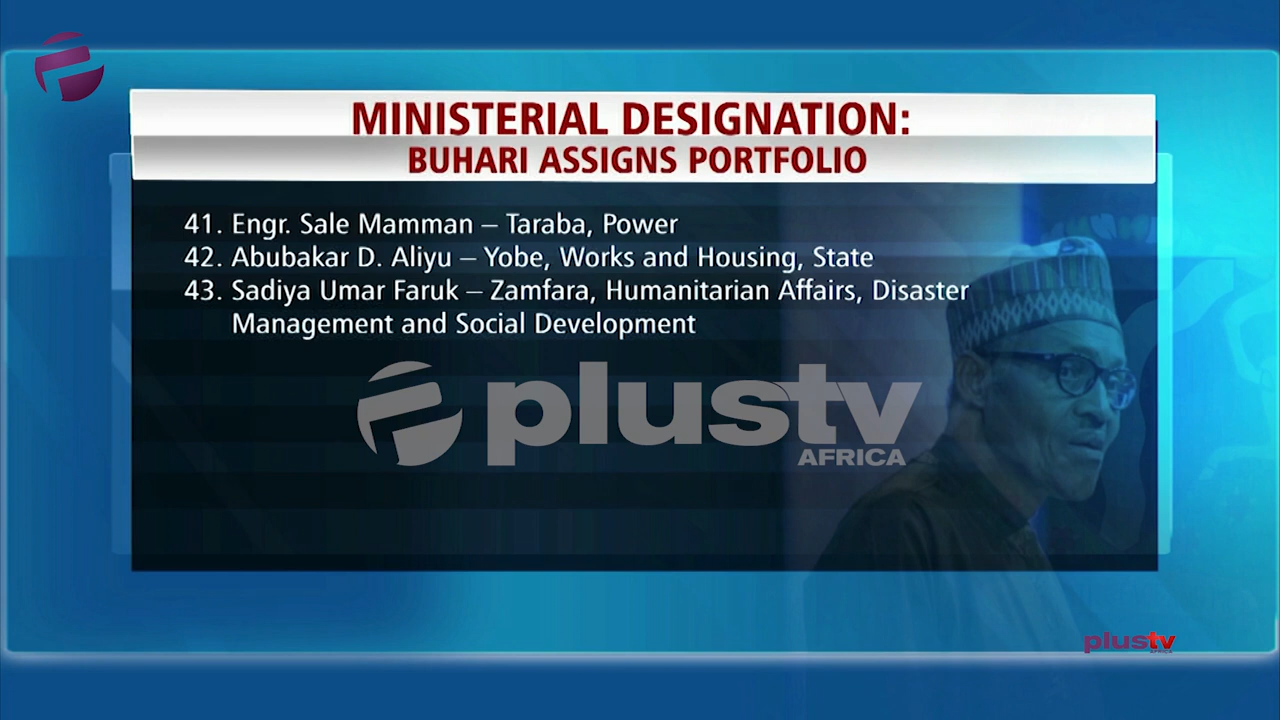 MINISTERIAL DESIGNATION:
BUHARI ASSIGNS PORTFOLIO
41. Engr. Sale Mamman – Taraba, Power
42. Abubakar D. Aliyu – Yobe, Works and Housing, State
43. Sadiya Umar Faruk – Zamfara, Humanitarian Affairs, Disaster
Management and Social Development
plustv
AFRICA
plustv
AFRICA